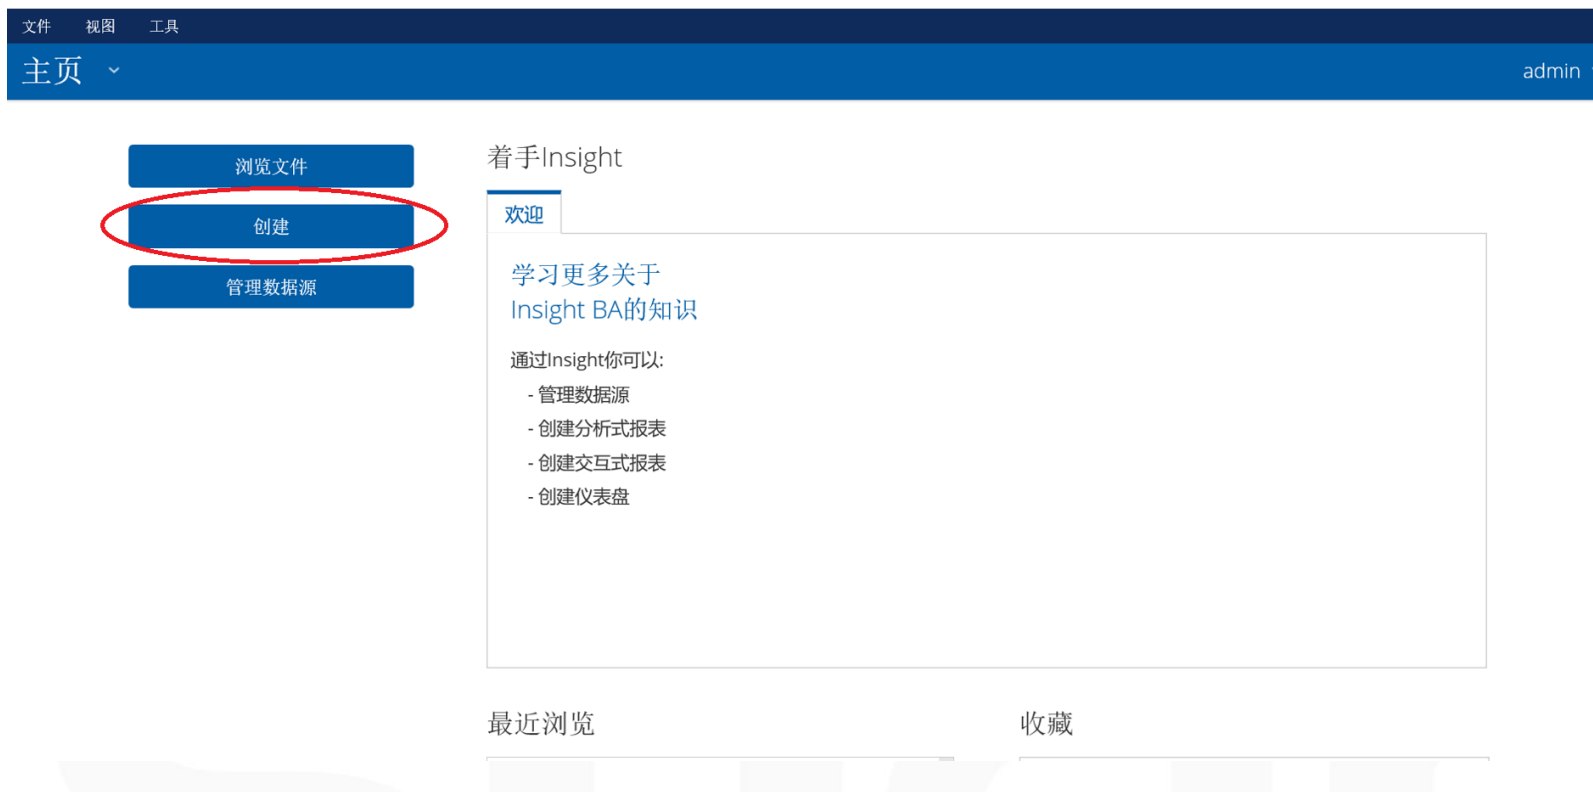 文件 视图 工具
主页 admin
浏览文件
创建
管理数据源
着手Insight
欢迎
学习更多关于
Insight BA的知识
通过Insight你可以:
- 管理数据源
- 创建分析式报表
- 创建交互式报表
- 创建仪表盘
最近浏览 收藏